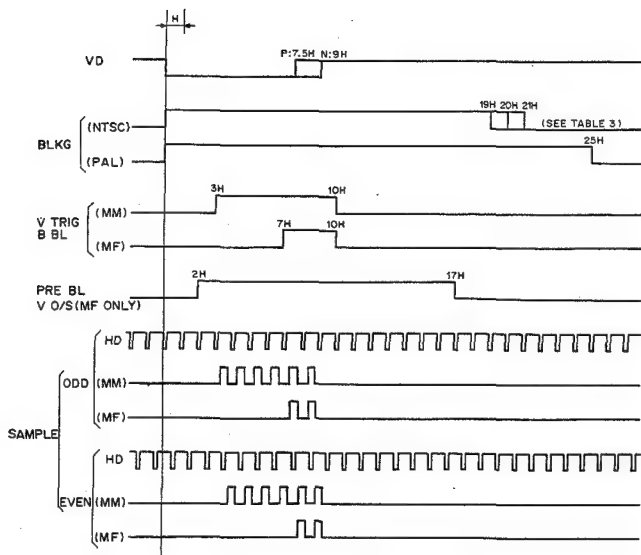 H
VD
P:7.5H N:9H
BLKG
(NTSC)
19H 20H 21H
(SEE TABLE 3)
(PAL)
25H
V TRIG
B BL
(MM)
3H
10H
(MF)
7H
10H
PRE BL
V O/S(MF ONLY)
2H
17H
SAMPLE
ODD
HD
(MM)
(MF)
EVEN
HD
(MM)
(MF)